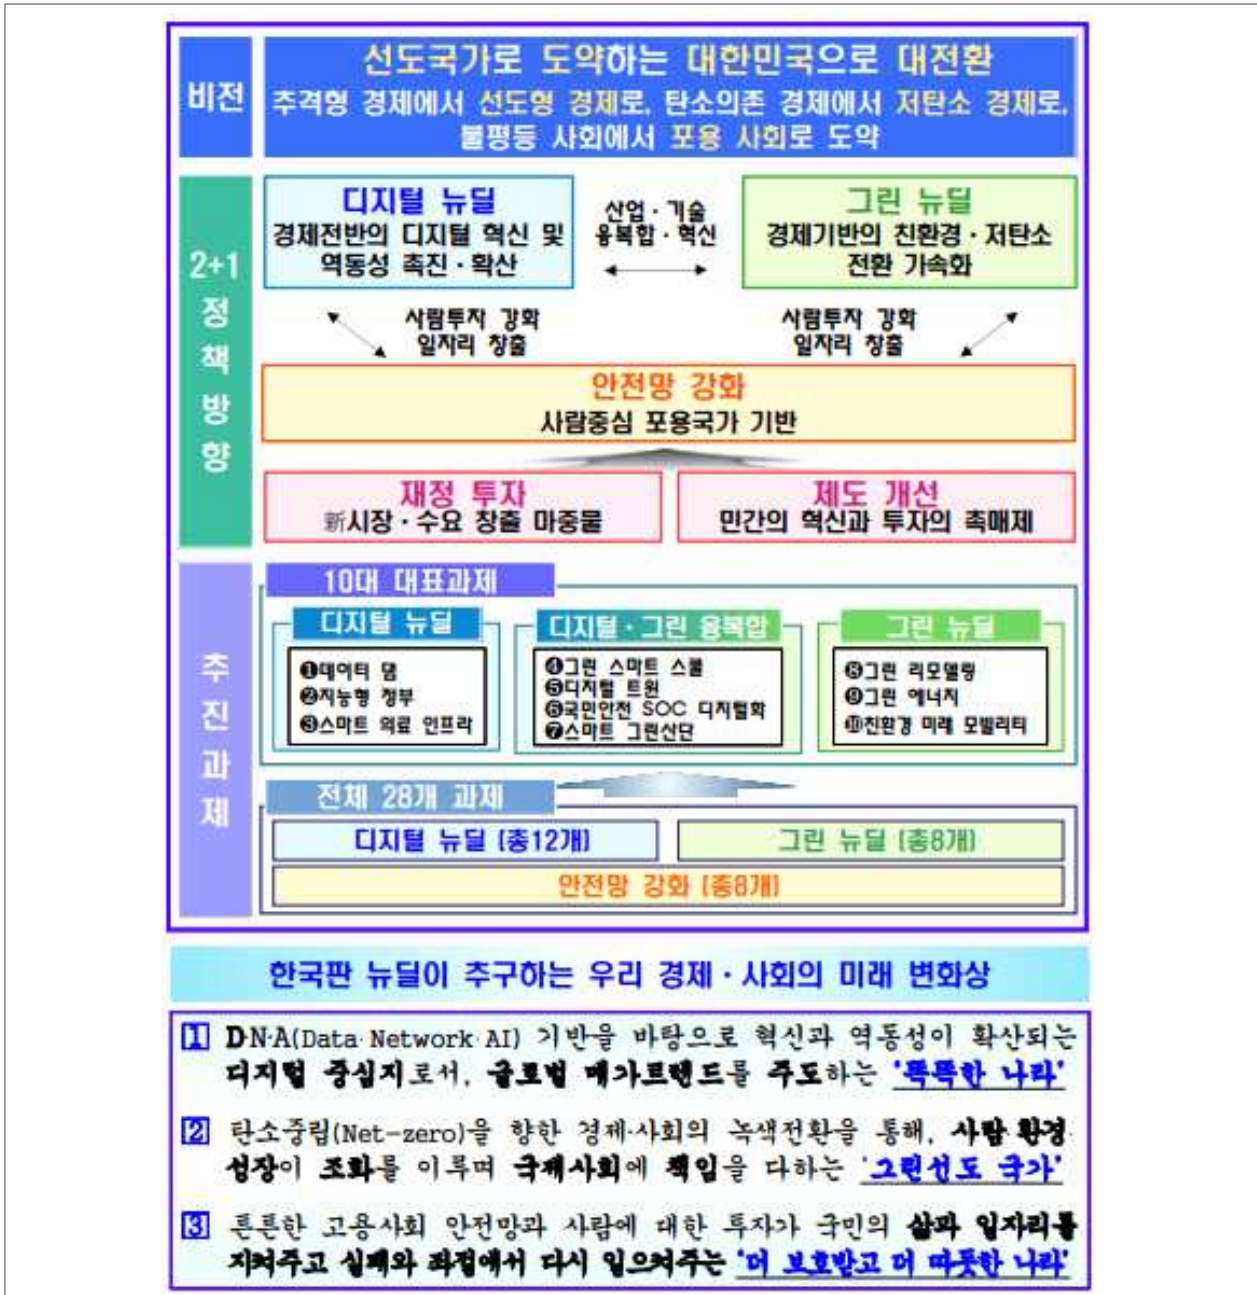 비전
선도국가로 도약하는 대한민국으로 대전환
추격형 경제에서 선도형 경제로, 탄소의존 경제에서 저탄소 경제로,
불평등 사회에서 포용 사회로 도약
2+1
정
책
방
향
디지털 뉴딜
경제전반의 디지털 혁신 및
역동성 촉진·확산
산업·기술
융복합·혁신
그린 뉴딜
경제기반의 친환경·저탄소
전환 가속화
사람투자 강화
일자리 창출
사람투자 강화
일자리 창출
안전망 강화
사람중심 포용국가 기반
재정 투자
新시장·수요 창출 마중물
제도 개선
민간의 혁신과 투자의 촉매제
추
진
과
제
10대 대표과제
디지털 뉴딜
❶데이터 댐
❷지능형 정부
❸스마트 의료 인프라
디지털·그린 융복합
❹그린 스마트 스쿨
❺디지털 트윈
❻국민안전 SOC 디지털화
❼스마트 그린산단
그린 뉴딜
❽그린 리모델링
❾그린 에너지
❿친환경 미래 모빌리티
전체 28개 과제
디지털 뉴딜 (총12개)
그린 뉴딜 (총8개)
안전망 강화 (총8개)
한국판 뉴딜이 추구하는 우리 경제·사회의 미래 변화상
1 D·N·A(Data·Network·AI) 기반을 바탕으로 혁신과 역동성이 확산되는
디지털 중심지로서, 글로벌 메가트렌드를 주도하는 '똑똑한 나라'
2 탄소중립(Net-zero)을 향한 경제·사회의 녹색전환을 통해, 사람·환경·
성장이 조화를 이루며 국제사회에 책임을 다하는 '그린선도 국가'
3 튼튼한 고용·사회 안전망과 사람에 대한 투자가 국민의 삶과 일자리를
지켜주고 실패와 좌절에서 다시 일으켜주는 '더 보호받고 더 따뜻한 나라'